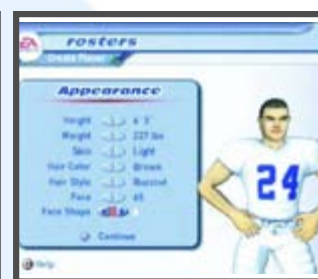 EA
rosters
Create Player
Appearance
Height 6' 3"
Weight 227 lbs
Skin Light
Hair Color Brown
Hair Style
Face
Face Shape
Continue
Help
24